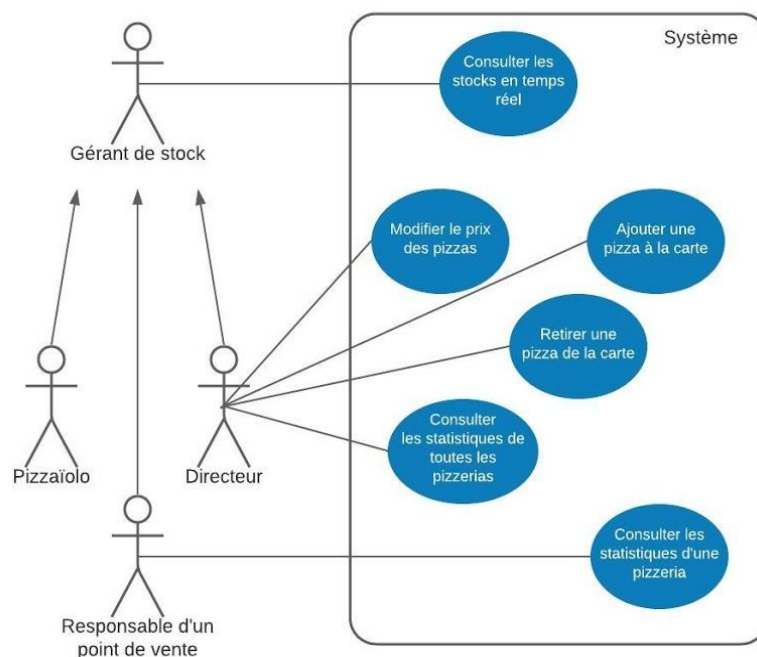 Système
Consulter les
stocks en temps
réel
Gérant de stock
Modifier le prix
des pizzas
Ajouter une
pizza à la carte
Retirer une
pizza de la carte
Consulter
les statistiques de
toutes les
pizzerias
Pizzaïolo
Directeur
Consulter les
statistiques d'une
pizzeria
Responsable d'un
point de vente